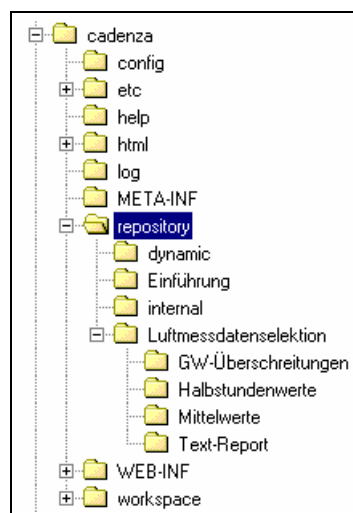 cadenza
config
etc
help
html
log
META-INF
repository
dynamic
Einführung
internal
Luftmessdatenselektion
GW-Überschreitungen
Halbstundenwerte
Mittelwerte
Text-Report
WEB-INF
workspace